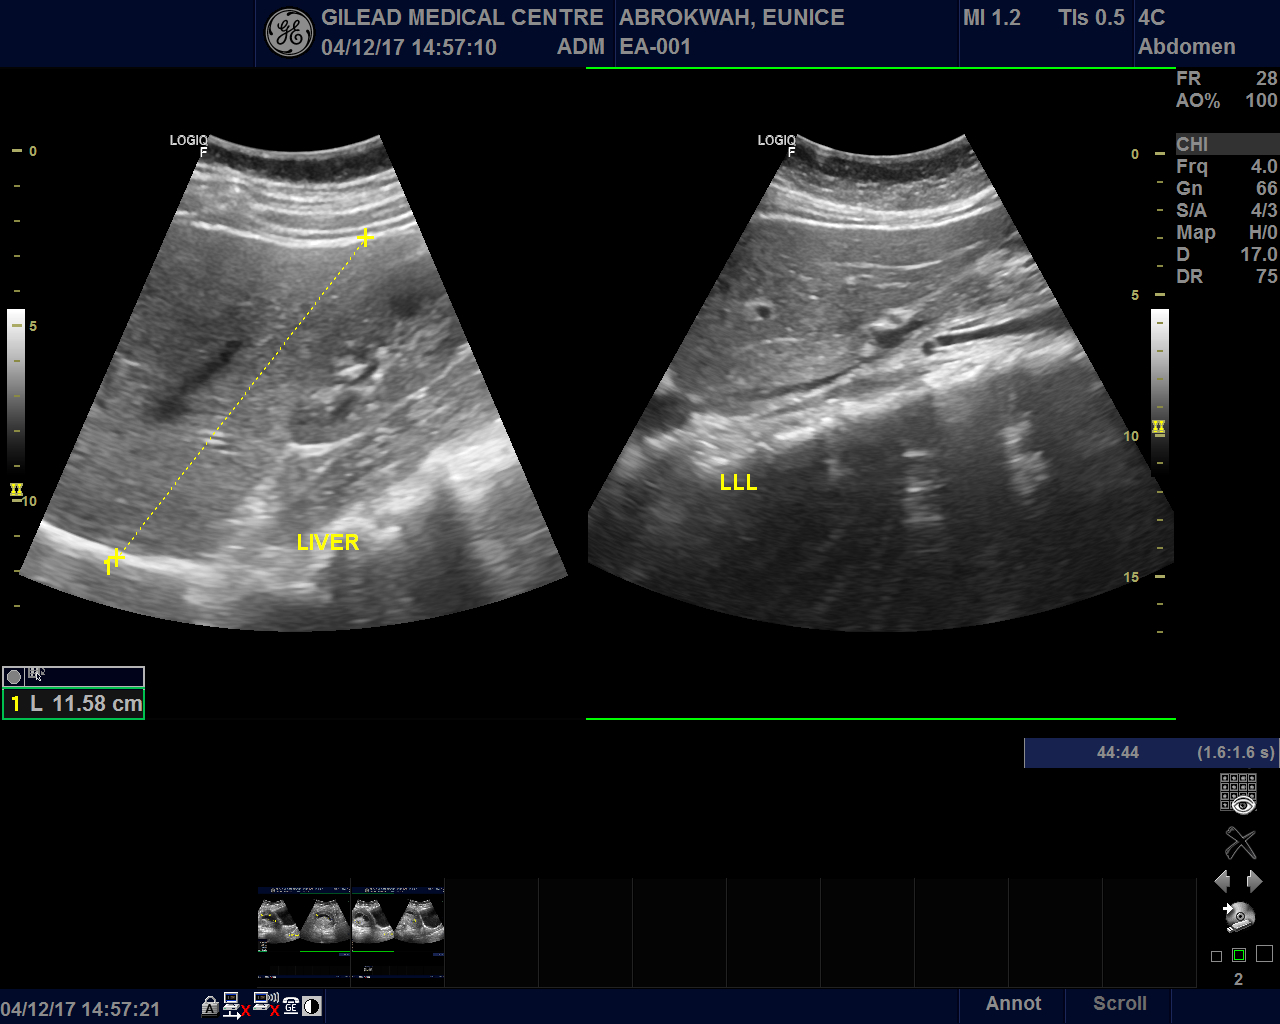 GILEAD MEDICAL CENTRE
04/12/17 14:57:10 ADM
ABROKWAH, EUNICE
EA-001
MI 1.2 TIs 0.5
4C
Abdomen
FR 28
AO% 100
CHI
Frq 4.0
Gn 66
S/A 4/3
Map H/0
D 17.0
DR 75
LOGIQ
F
0
5
10
1
LIVER
LOGIQ
F
0
5
10
15
LLL
1 L 11.58 cm
44:44 (1.6:1.6 s)
2
04/12/17 14:57:21
A
X
X
GE
Annot
Scroll